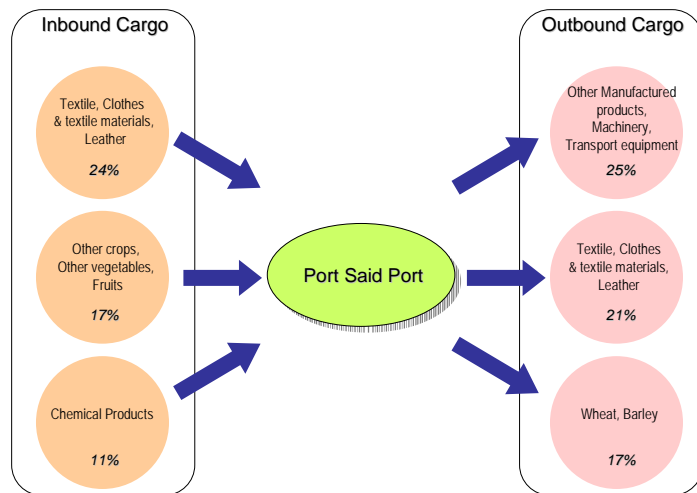 Inbound Cargo
Textile, Clothes
& textile materials,
Leather
24%
Other crops,
Other vegetables,
Fruits
17%
Chemical Products
11%
Port Said Port
Outbound Cargo
Other Manufactured
products,
Machinery,
Transport equipment
25%
Textile, Clothes
& textile materials,
Leather
21%
Wheat, Barley
17%